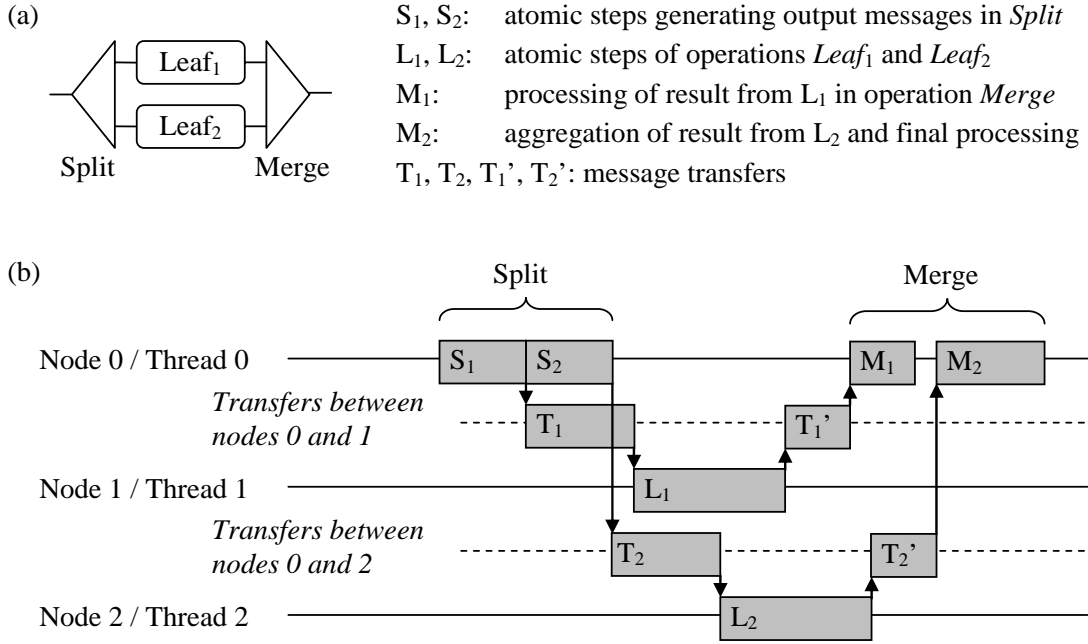 (a)
Leaf₁
Leaf₂
Split
Merge
S₁, S₂: atomic steps generating output messages in Split
L₁, L₂: atomic steps of operations Leaf₁ and Leaf₂
M₁: processing of result from L₁ in operation Merge
M₂: aggregation of result from L₂ and final processing
T₁, T₂, T₁’, T₂’: message transfers
(b)
Split
Merge
Node 0 / Thread 0
S₁
S₂
M₁
M₂
Transfers between
nodes 0 and 1
T₁
T₁’
Node 1 / Thread 1
L₁
Transfers between
nodes 0 and 2
T₂
T₂’
Node 2 / Thread 2
L₂